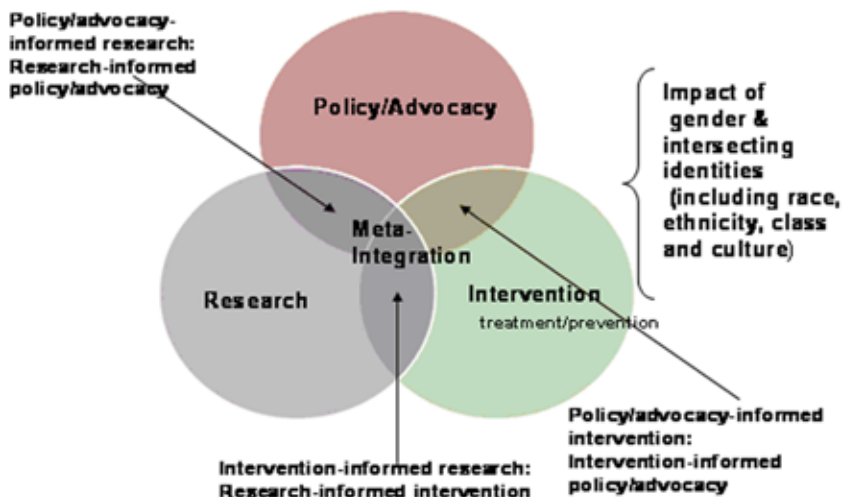 Policy/advocacy-
informed research:
Research-informed
policy/advocacy
Policy/Advocacy
Impact of
gender &
intersecting
identities
(including race,
ethnicity, class
and culture)
Meta-
Integration
Research
Intervention
treatment/prevention
Policy/advocacy-informed
intervention:
Intervention-informed
policy/advocacy
Intervention-informed research:
Research-informed intervention